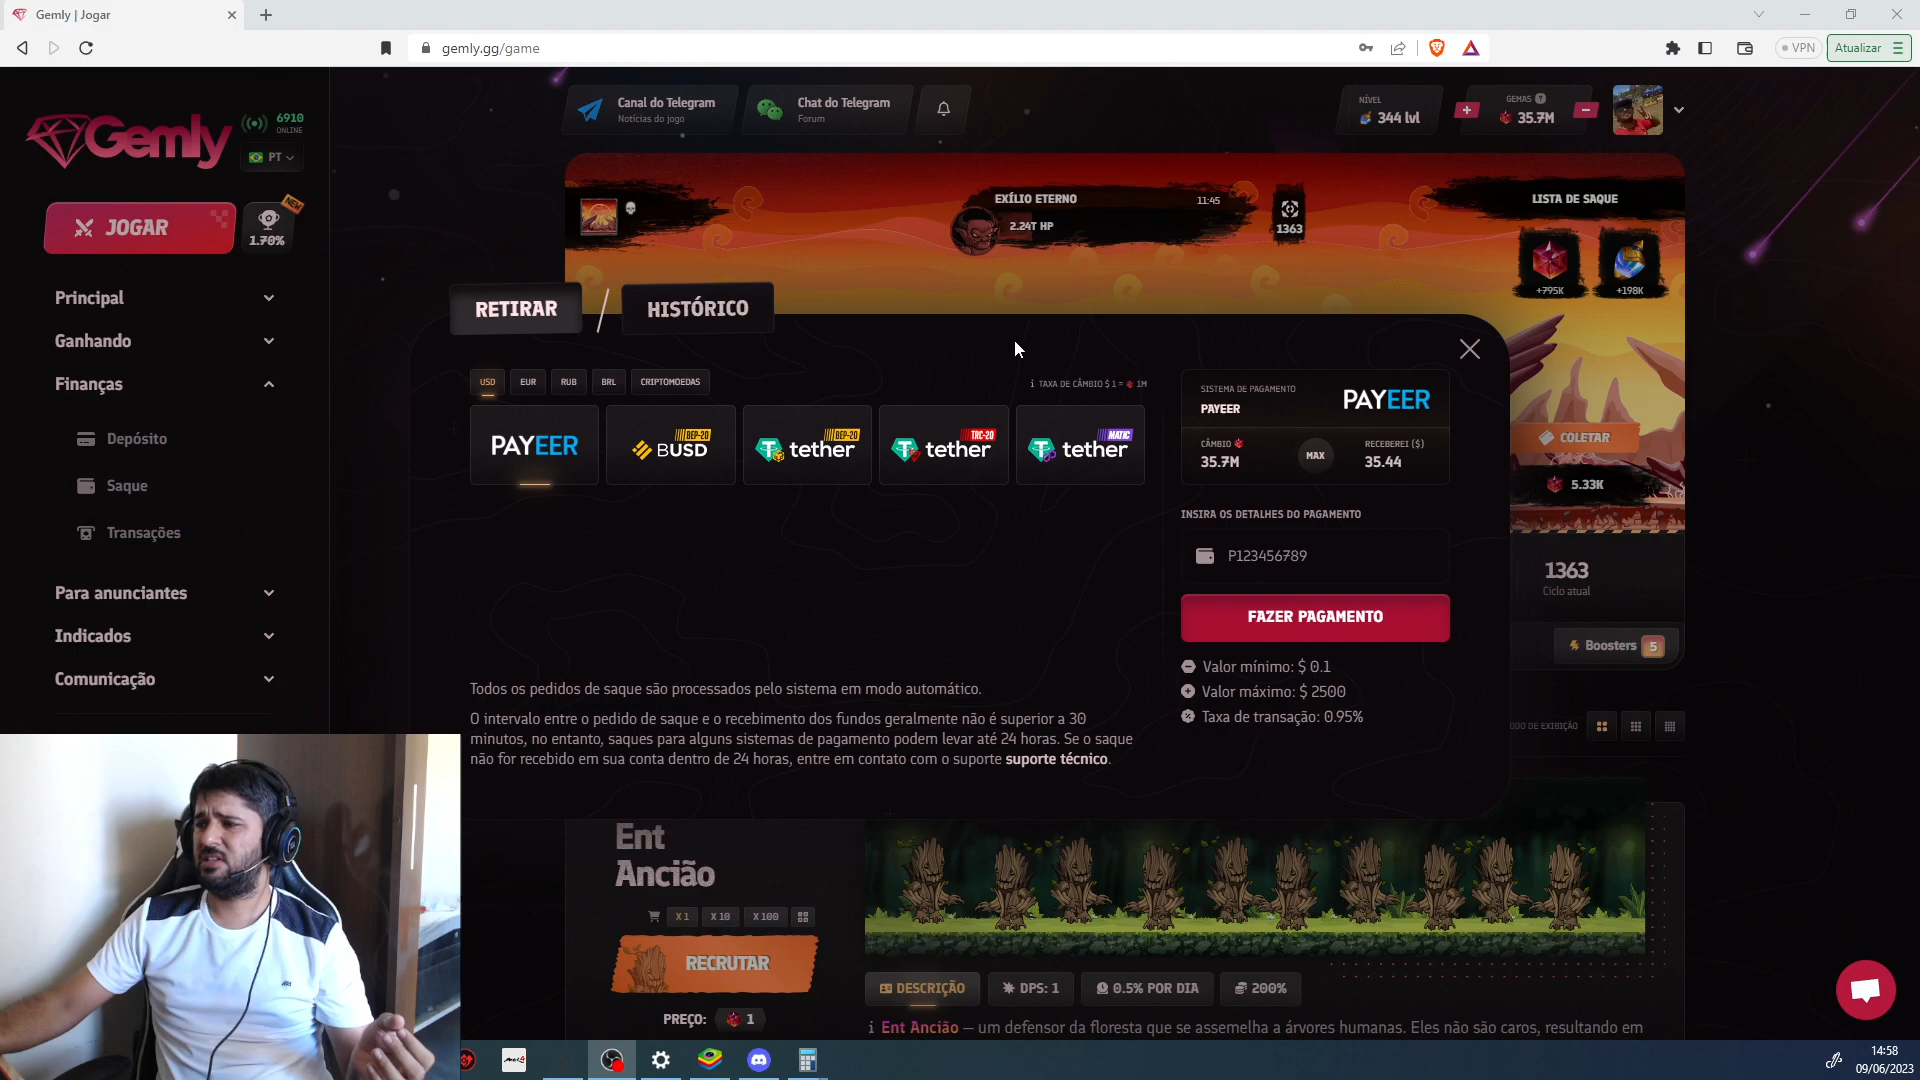 Gemly | Jogar
gemly.gg/game
VPN
Atualizar
Gemly
6910
ONLINE
PT
Canal do Telegram
Notícias do jogo
Chat do Telegram
Forum
NÍVEL
344 lvl
GEMAS
35.7M
JOGAR
NEW
1.70%
Principal
Ganhando
Finanças
Depósito
Saque
Transações
Para anunciantes
Indicados
Comunicação
EXÍLIO ETERNO
11:45
2.24T HP
1363
LISTA DE SAQUE
+795K
+198K
RETIRAR
HISTÓRICO
USD
EUR
RUB
BRL
CRIPTOMOEDAS
TAXA DE CÂMBIO $ 1 = 1M
PAYEER
BEP-20
BUSD
BEP-20
tether
TRC-20
tether
MATIC
tether
SISTEMA DE PAGAMENTO
PAYEER
PAYEER
CÂMBIO
35.7M
MAX
RECEBEREI ($)
35.44
INSIRA OS DETALHES DO PAGAMENTO
P123456789
FAZER PAGAMENTO
Valor mínimo: $ 0.1
Valor máximo: $ 2500
Taxa de transação: 0.95%
Todos os pedidos de saque são processados pelo sistema em modo automático.
O intervalo entre o pedido de saque e o recebimento dos fundos geralmente não é superior a 30
minutos, no entanto, saques para alguns sistemas de pagamento podem levar até 24 horas. Se o saque
não for recebido em sua conta dentro de 24 horas, entre em contato com o suporte suporte técnico.
COLETAR
5.33K
1363
Ciclo atual
Boosters 5
DE EXIBIÇÃO
Ent
Ancião
X 1
X 10
X 100
RECRUTAR
PREÇO: 1
DESCRIÇÃO
DPS: 1
0.5% POR DIA
200%
Ent Ancião — um defensor da floresta que se assemelha a árvores humanas. Eles não são caros, resultando em
14:58
09/06/2023